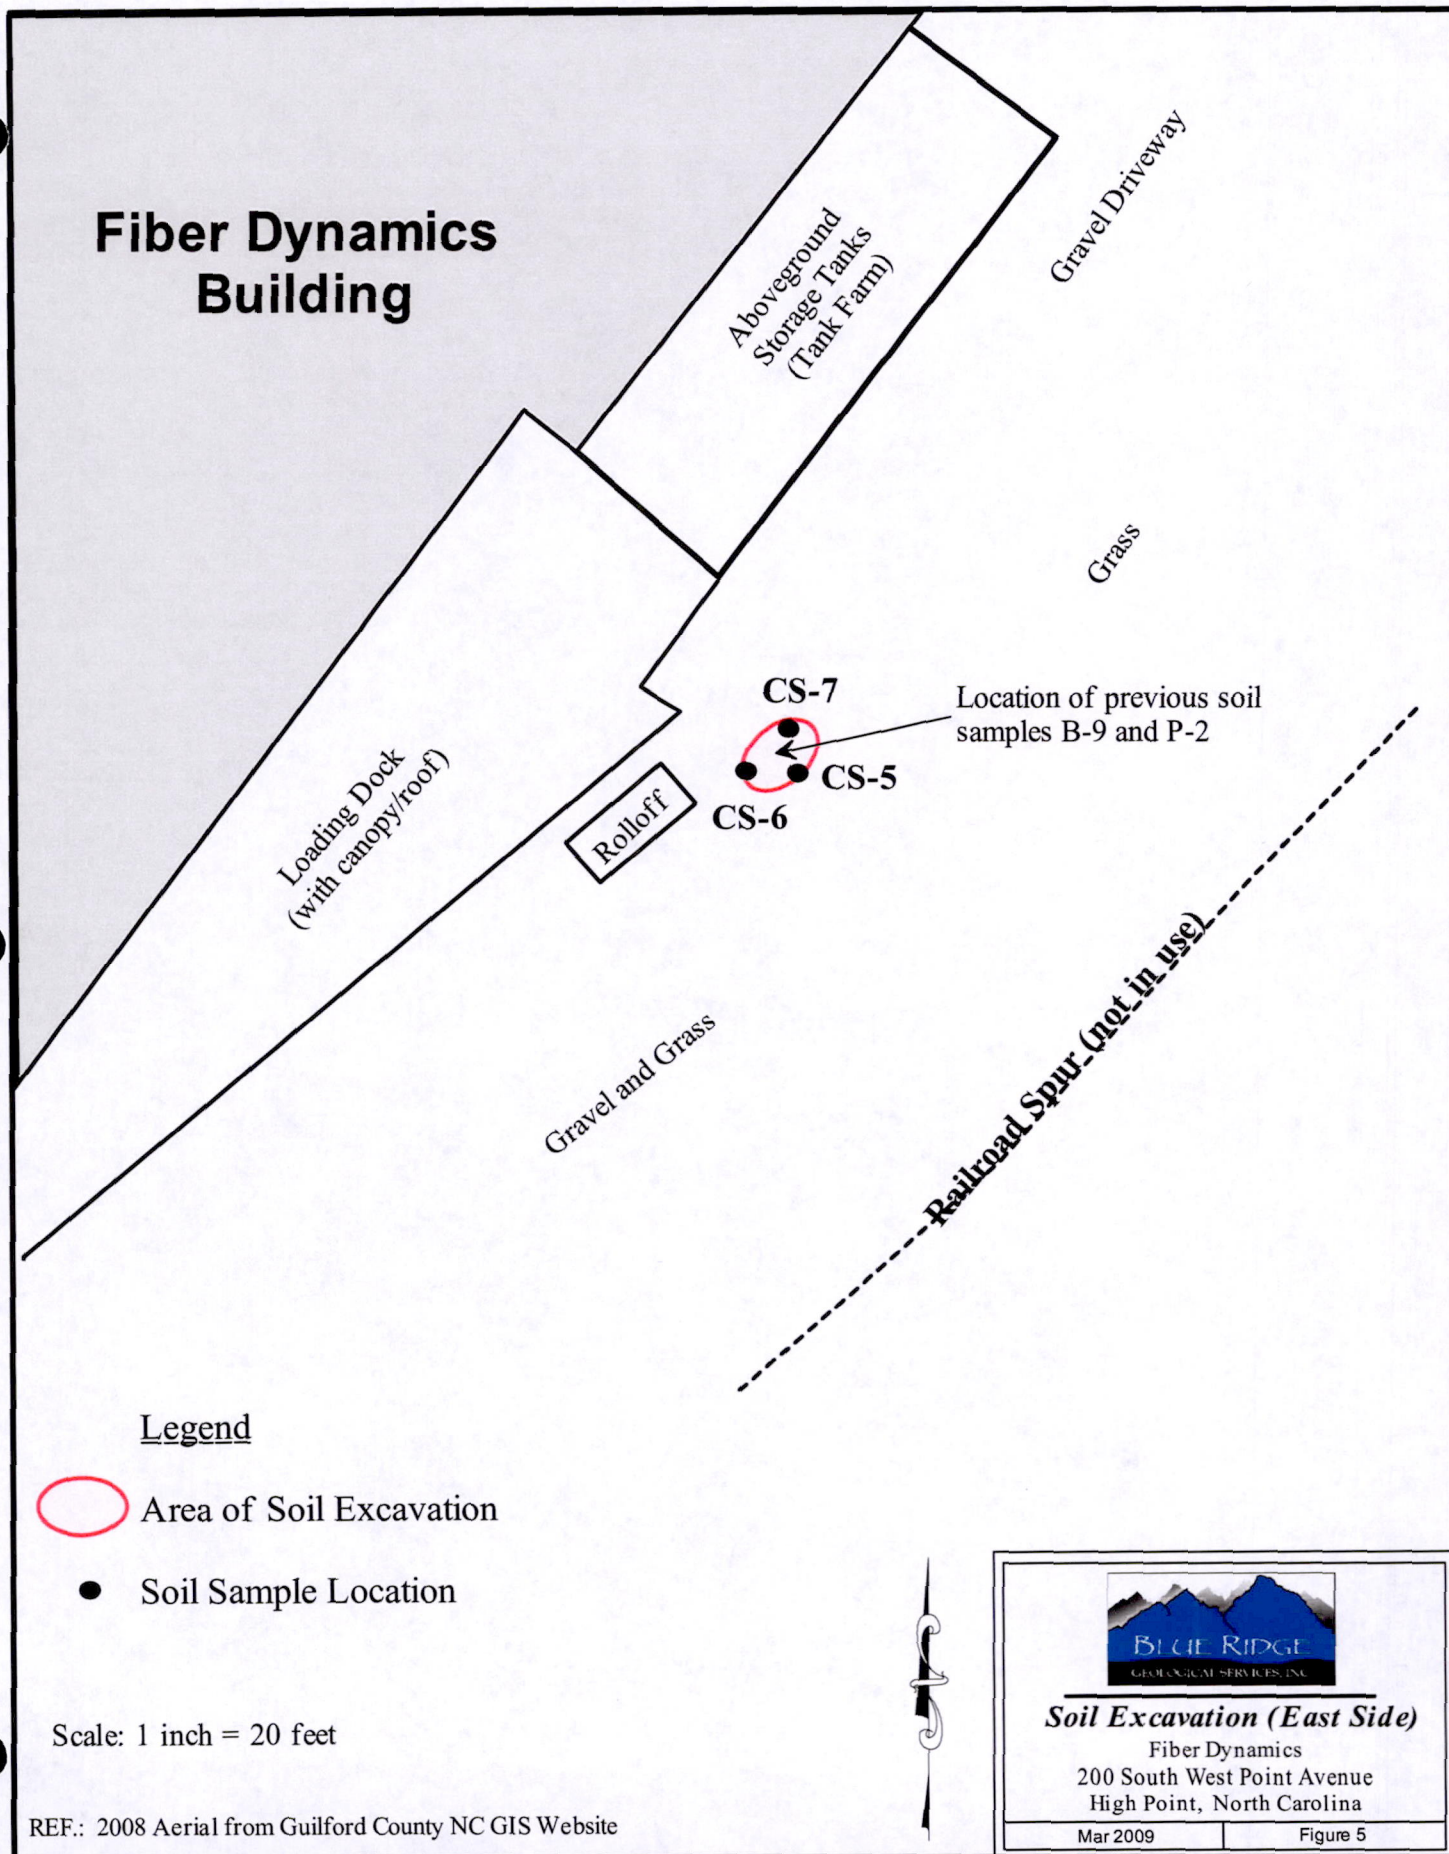 Fiber Dynamics
Building
Aboveground
Storage Tanks
(Tank Farm)
Gravel Driveway
Grass
CS-7
Location of previous soil
samples B-9 and P-2
CS-5
CS-6
Rolloff
Loading Dock
(with canopy/roof)
Gravel and Grass
Railroad Spur (not in use)
Legend
Area of Soil Excavation
Soil Sample Location
Scale: 1 inch = 20 feet
REF.: 2008 Aerial from Guilford County NC GIS Website
BLUE RIDGE
GEOLOGICAL SERVICES, INC
Soil Excavation (East Side)
Fiber Dynamics
200 South West Point Avenue
High Point, North Carolina
Mar 2009
Figure 5